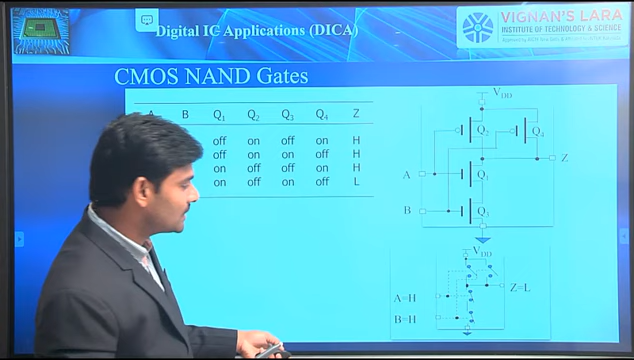 Digital IC Applications (DICA)
VIGNAN'S LARA
INSTITUTE OF TECHNOLOGY & SCIENCE
CMOS NAND Gates
A B Q1 Q2 Q3 Q4 Z
off on off on H
off on on off H
on off off on H
on off on off L
VDD
Q2 Q4
Z
A Q1
B Q3
VDD
A=H
Z=L
B=H